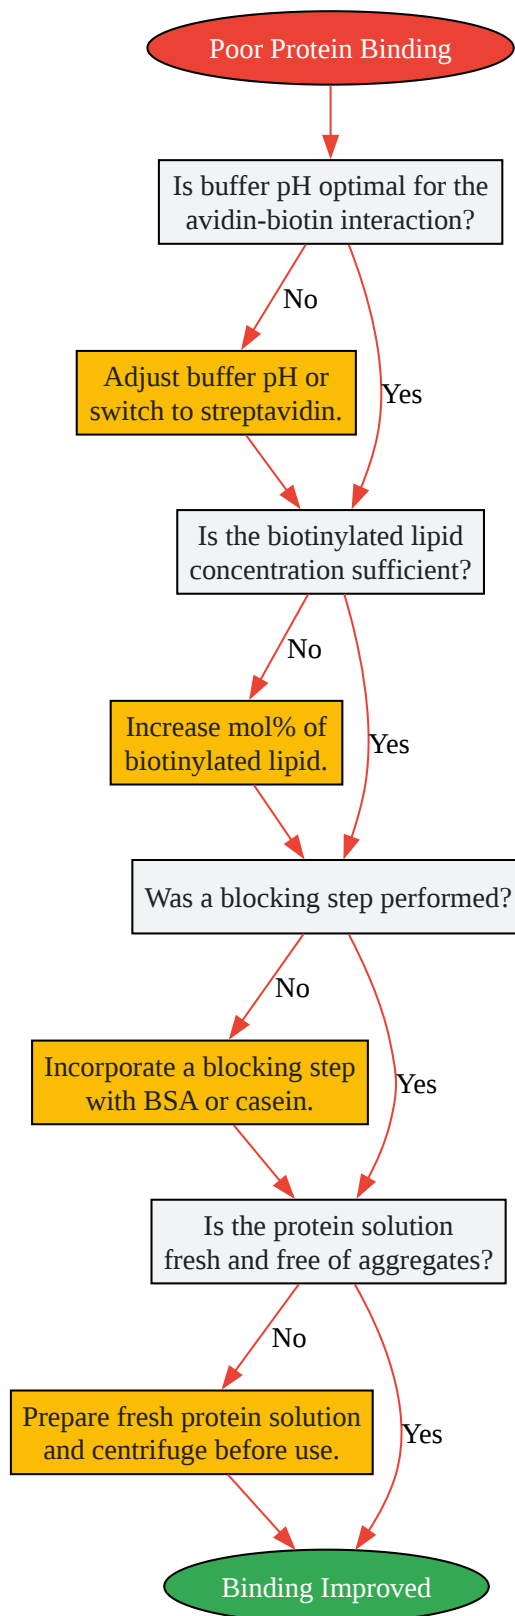 Poor Protein Binding
Is buffer pH optimal for the
avidin-biotin interaction?
No
Adjust buffer pH or
switch to streptavidin.
Yes
Is the biotinylated lipid
concentration sufficient?
No
Increase mol% of
biotinylated lipid.
Yes
Was a blocking step performed?
No
Incorporate a blocking step
with BSA or casein.
Yes
Is the protein solution
fresh and free of aggregates?
No
Prepare fresh protein solution
and centrifuge before use.
Yes
Binding Improved